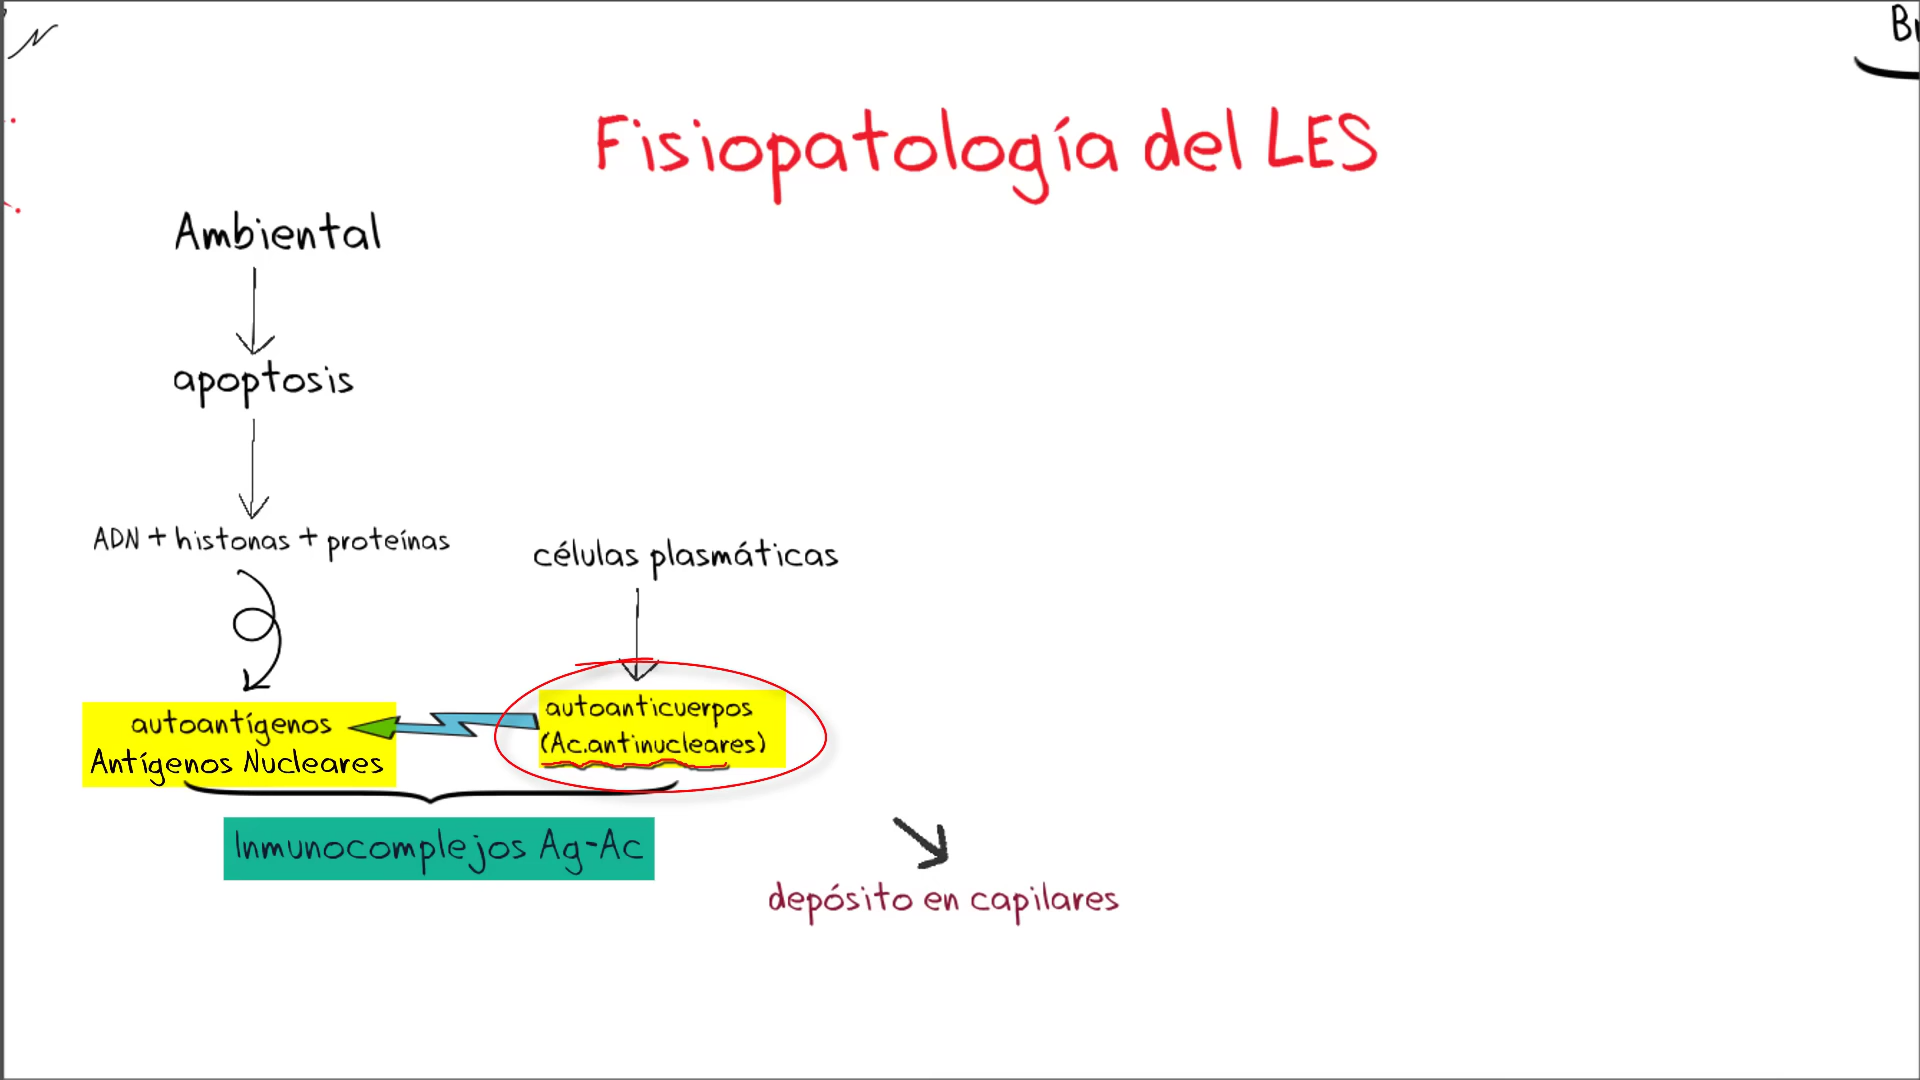 Fisiopatología del LES
Ambiental
apoptosis
ADN + histonas + proteínas
células plasmáticas
autoantígenos
Antígenos Nucleares
autoanticuerpos
(Ac.antinucleares)
Inmunocomplejos Ag-Ac
depósito en capilares